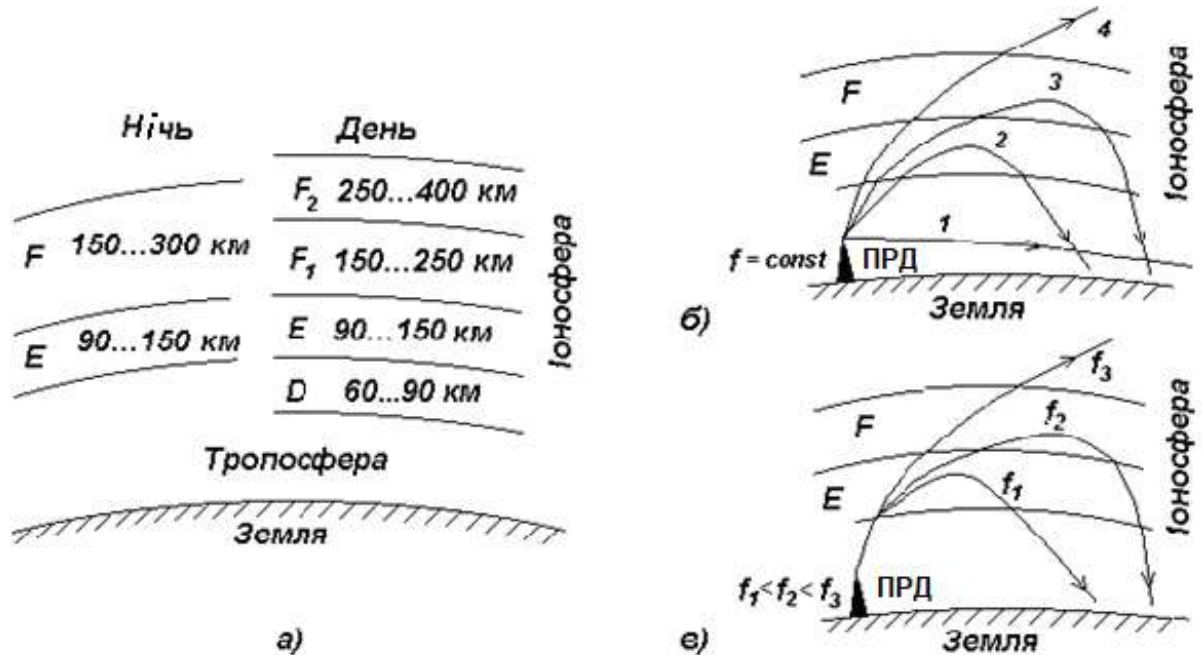 Нічь
День
F₂ 250...400 км
F 150...300 км
F₁ 150...250 км
E 90...150 км
E 90...150 км
D 60...90 км
Іоносфера
Тропосфера
Земля
а)
4
F
3
E
2
1
f = const
ПРД
Земля
Іоносфера
б)
f₃
F
f₂
E
f₁
f₁<f₂<f₃
ПРД
Земля
Іоносфера
в)